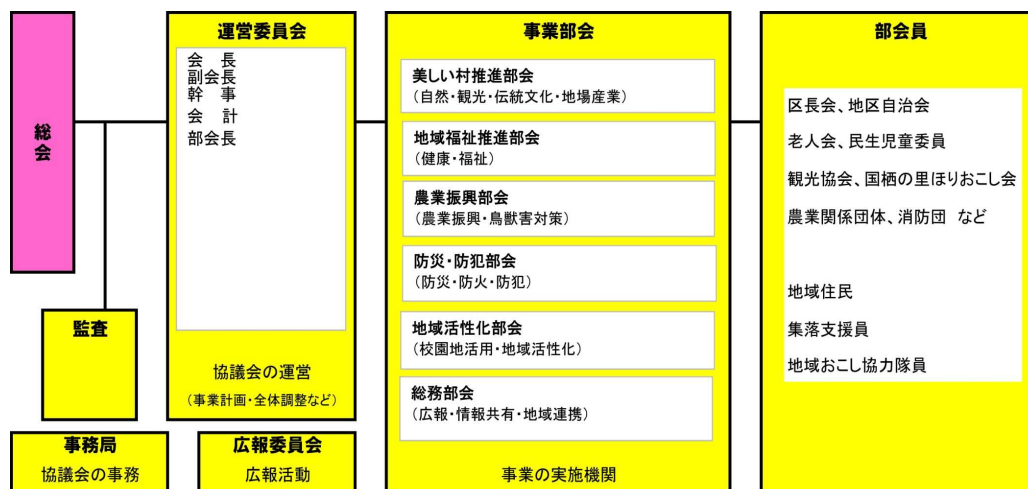 総会
監査
事務局
協議会の事務
運営委員会
会　長
副会長
幹　事
会　計
部会長
協議会の運営
（事業計画・全体調整など）
広報委員会
広報活動
事業部会
美しい村推進部会
（自然・観光・伝統文化・地場産業）
地域福祉推進部会
（健康・福祉）
農業振興部会
（農業振興・鳥獣害対策）
防災・防犯部会
（防災・防火・防犯）
地域活性化部会
（校園地活用・地域活性化）
総務部会
（広報・情報共有・地域連携）
事業の実施機関
部会員
区長会、地区自治会
老人会、民生児童委員
観光協会、国栖の里ほりおこし会
農業関係団体、消防団 など
地域住民
集落支援員
地域おこし協力隊員